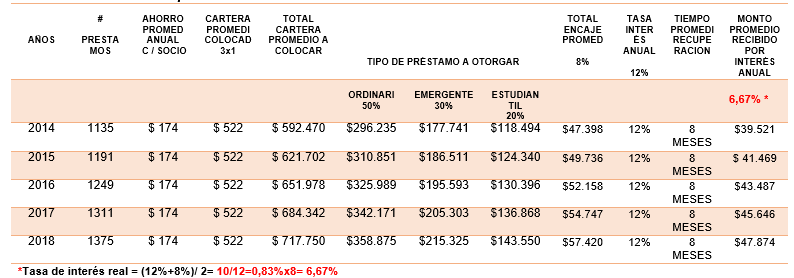 AÑOS
#
PRESTA
MOS
AHORRO
PROMED
ANUAL
C / SOCIO
CARTERA
PROMEDI
COLOCAD
3x1
TOTAL
CARTERA
PROMEDIO A
COLOCAR
TIPO DE PRÉSTAMO A OTORGAR
TOTAL
ENCAJE
PROMED
8%
TASA
INTER
ÉS
ANUAL
12%
TIEMPO
PROMEDI
RECUPE
RACION
MONTO
PROMEDIO
RECIBIDO
POR
INTERÉS
ANUAL
ORDINARI
50%
EMERGENTE
30%
ESTUDIAN
TIL
20%
6,67% *
2014 1135 $ 174 $ 522 $ 592.470 $296.235 $177.741 $118.494 $47.398 12% 8 MESES $39.521
2015 1191 $ 174 $ 522 $ 621.702 $310.851 $186.511 $124.340 $49.736 12% 8 MESES $ 41.469
2016 1249 $ 174 $ 522 $ 651.978 $325.989 $195.593 $130.396 $52.158 12% 8 MESES $43.487
2017 1311 $ 174 $ 522 $ 684.342 $342.171 $205.303 $136.868 $54.747 12% 8 MESES $45.646
2018 1375 $ 174 $ 522 $ 717.750 $358.875 $215.325 $143.550 $57.420 12% 8 MESES $47.874
*Tasa de interés real = (12%+8%)/ 2= 10/12=0,83%x8= 6,67%